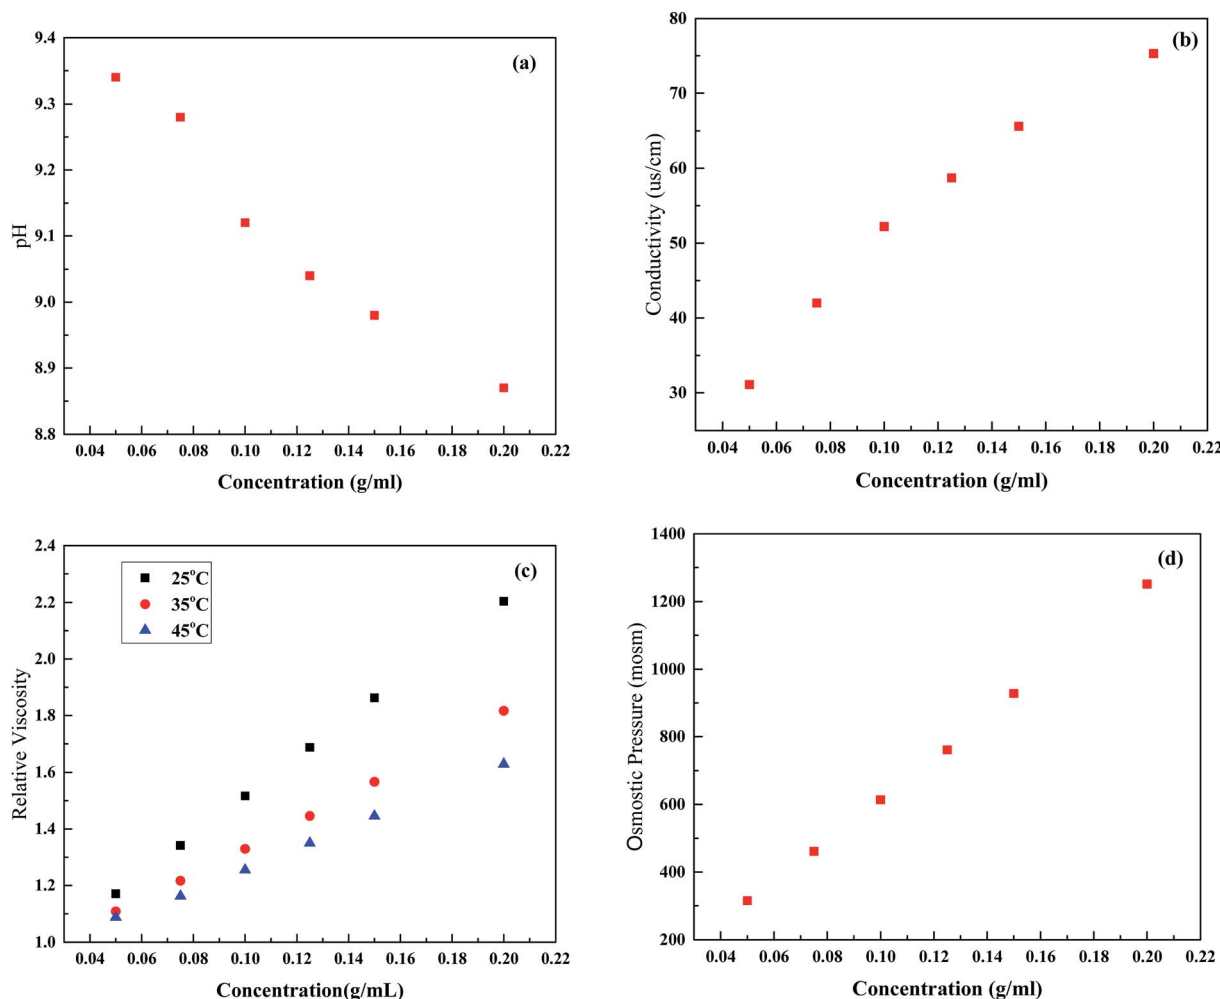 (a)
9.4
9.3
9.2
9.1
9.0
8.9
8.8
pH
0.04 0.06 0.08 0.10 0.12 0.14 0.16 0.18 0.20 0.22
Concentration (g/ml)
(b)
80
70
60
50
40
30
Conductivity (us/cm)
0.04 0.06 0.08 0.10 0.12 0.14 0.16 0.18 0.20 0.22
Concentration (g/ml)
(c)
25°C
35°C
45°C
2.4
2.2
2.0
1.8
1.6
1.4
1.2
1.0
Relative Viscosity
0.04 0.06 0.08 0.10 0.12 0.14 0.16 0.18 0.20 0.22
Concentration(g/mL)
(d)
1400
1200
1000
800
600
400
200
Osmostic Pressure (mosm)
0.04 0.06 0.08 0.10 0.12 0.14 0.16 0.18 0.20 0.22
Concentration (g/ml)